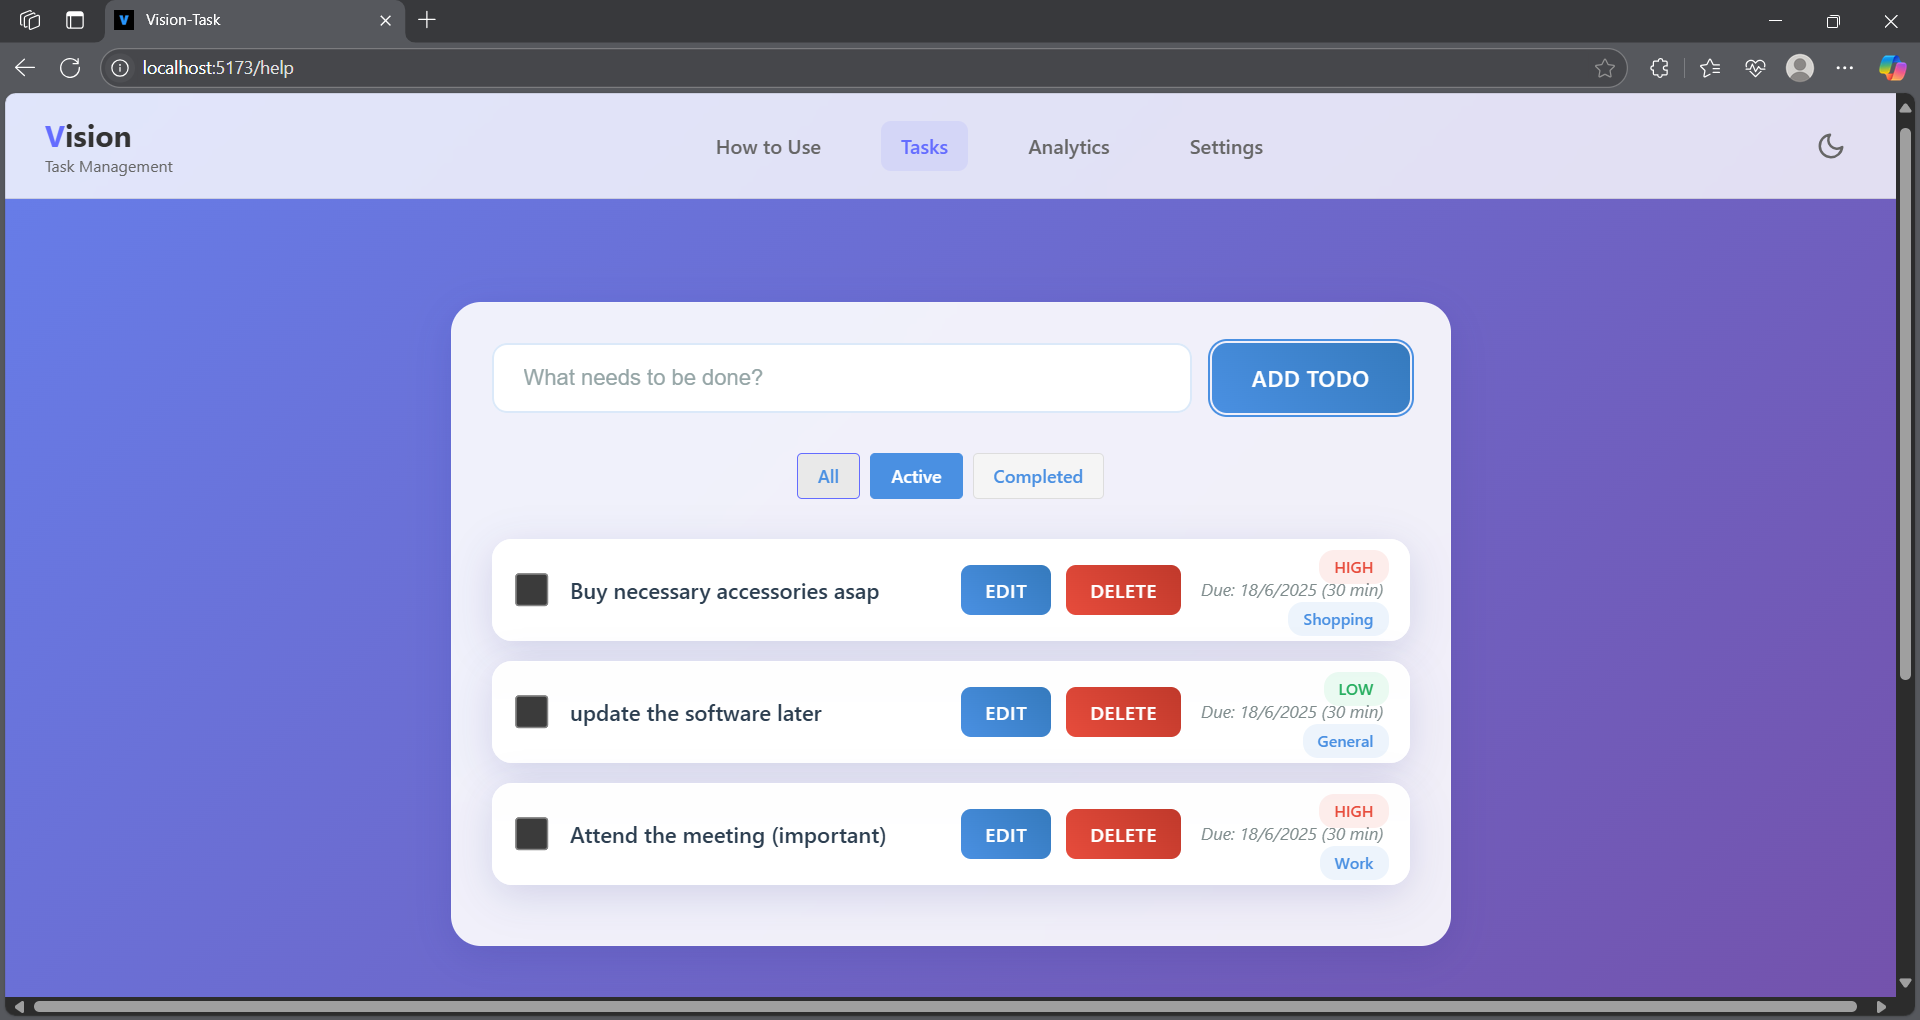 Vision-Task
localhost:5173/help
Vision
Task Management
How to Use
Tasks
Analytics
Settings
What needs to be done?
ADD TODO
All
Active
Completed
Buy necessary accessories asap
EDIT
DELETE
HIGH
Due: 18/6/2025 (30 min)
Shopping
update the software later
EDIT
DELETE
LOW
Due: 18/6/2025 (30 min)
General
Attend the meeting (important)
EDIT
DELETE
HIGH
Due: 18/6/2025 (30 min)
Work